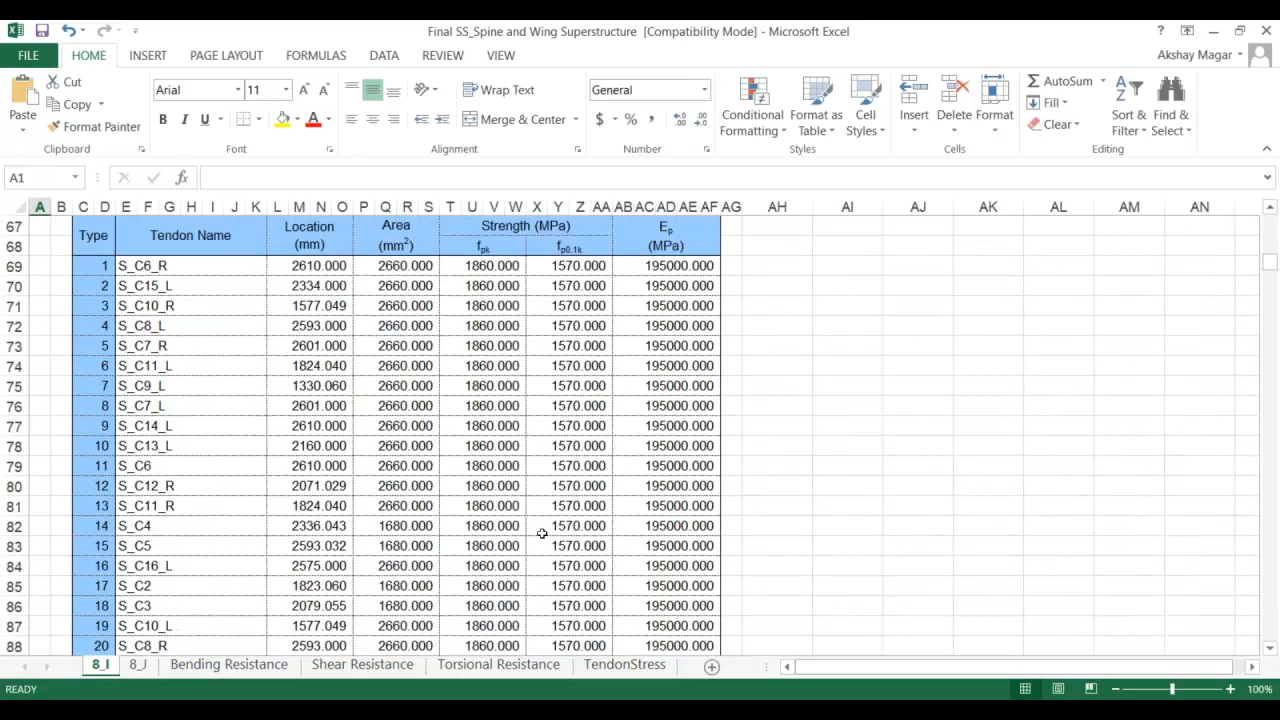 Final SS_Spine and Wing Superstructure [Compatibility Mode] - Microsoft Excel
FILE HOME INSERT PAGE LAYOUT FORMULAS DATA REVIEW VIEW Akshay Magar
Paste Cut Copy Format Painter Clipboard
Arial 11 B I U A Font
Wrap Text Merge & Center Alignment
General $ % , Number
Conditional Formatting Format as Table Cell Styles Styles
Insert Delete Format Cells
AutoSum Fill Clear Sort & Filter Find & Select Editing
A1 fx
A B C D E F G H I J K L M N O P Q R S T U V W X Y Z AA AB AC AD AE AF AG AH AI AJ AK AL AM AN
67 Type Tendon Name Location Area Strength (MPa) Ep
68 (mm) (mm²) fpk fp0.1k (MPa)
69 1 S_C6_R 2610.000 2660.000 1860.000 1570.000 195000.000
70 2 S_C15_L 2334.000 2660.000 1860.000 1570.000 195000.000
71 3 S_C10_R 1577.049 2660.000 1860.000 1570.000 195000.000
72 4 S_C8_L 2593.000 2660.000 1860.000 1570.000 195000.000
73 5 S_C7_R 2601.000 2660.000 1860.000 1570.000 195000.000
74 6 S_C11_L 1824.040 2660.000 1860.000 1570.000 195000.000
75 7 S_C9_L 1330.060 2660.000 1860.000 1570.000 195000.000
76 8 S_C7_L 2601.000 2660.000 1860.000 1570.000 195000.000
77 9 S_C14_L 2610.000 2660.000 1860.000 1570.000 195000.000
78 10 S_C13_L 2160.000 2660.000 1860.000 1570.000 195000.000
79 11 S_C6 2610.000 2660.000 1860.000 1570.000 195000.000
80 12 S_C12_R 2071.029 2660.000 1860.000 1570.000 195000.000
81 13 S_C11_R 1824.040 2660.000 1860.000 1570.000 195000.000
82 14 S_C4 2336.043 1680.000 1860.000 1570.000 195000.000
83 15 S_C5 2593.032 1680.000 1860.000 1570.000 195000.000
84 16 S_C16_L 2575.000 2660.000 1860.000 1570.000 195000.000
85 17 S_C2 1823.060 1680.000 1860.000 1570.000 195000.000
86 18 S_C3 2079.055 1680.000 1860.000 1570.000 195000.000
87 19 S_C10_L 1577.049 2660.000 1860.000 1570.000 195000.000
88 20 S_C8_R 2593.000 2660.000 1860.000 1570.000 195000.000
8_I 8_J Bending Resistance Shear Resistance Torsional Resistance TendonStress
READY 100%